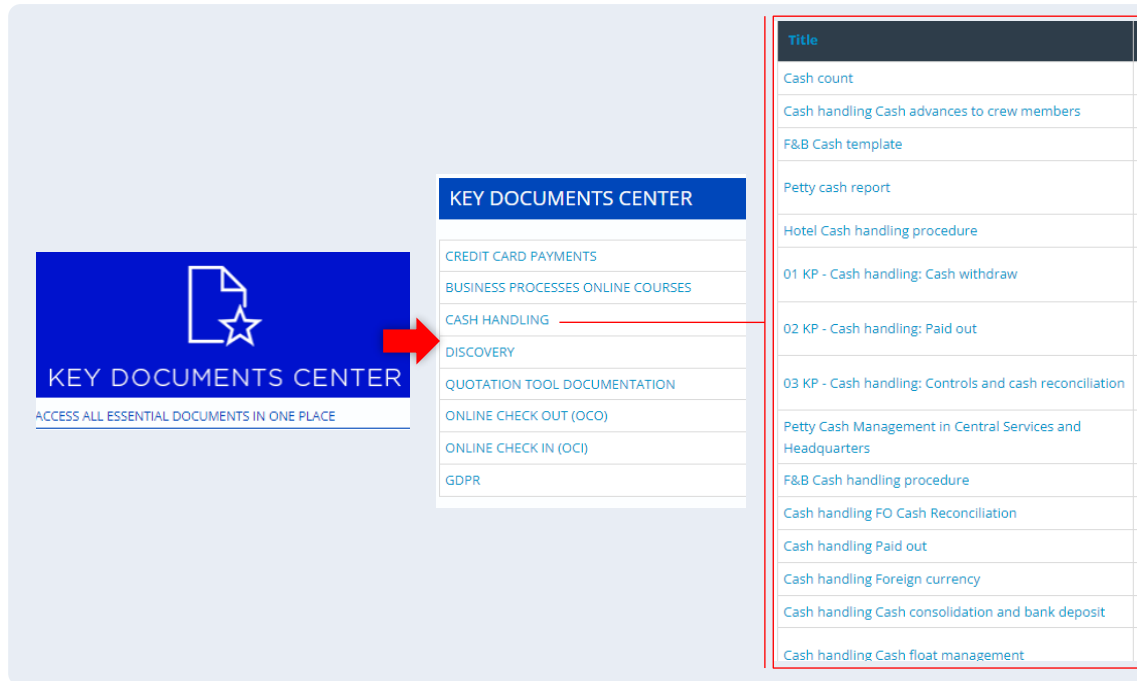 KEY DOCUMENTS CENTER
ACCESS ALL ESSENTIAL DOCUMENTS IN ONE PLACE
KEY DOCUMENTS CENTER
CREDIT CARD PAYMENTS
BUSINESS PROCESSES ONLINE COURSES
CASH HANDLING
DISCOVERY
QUOTATION TOOL DOCUMENTATION
ONLINE CHECK OUT (OCO)
ONLINE CHECK IN (OCI)
GDPR
Title
Cash count
Cash handling Cash advances to crew members
F&B Cash template
Petty cash report
Hotel Cash handling procedure
01 KP - Cash handling: Cash withdraw
02 KP - Cash handling: Paid out
03 KP - Cash handling: Controls and cash reconciliation
Petty Cash Management in Central Services and
Headquarters
F&B Cash handling procedure
Cash handling FO Cash Reconciliation
Cash handling Paid out
Cash handling Foreign currency
Cash handling Cash consolidation and bank deposit
Cash handling Cash float management